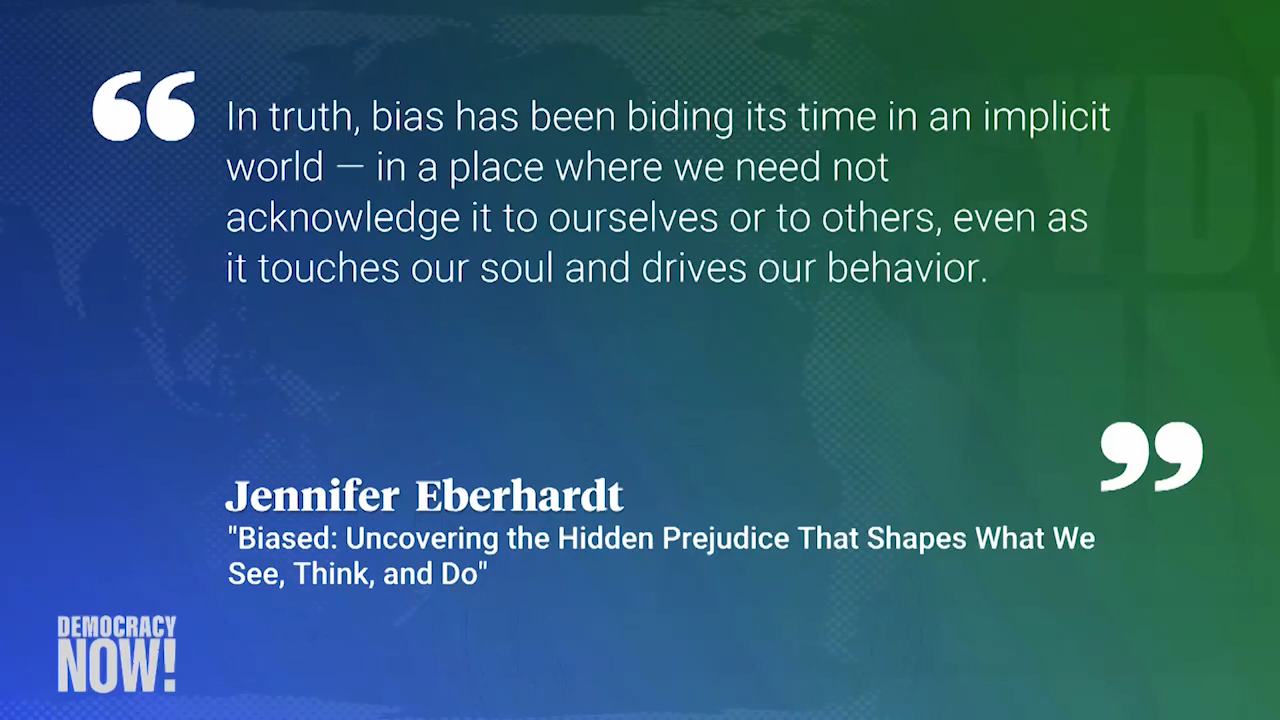 “
In truth, bias has been biding its time in an implicit
world — in a place where we need not
acknowledge it to ourselves or to others, even as
it touches our soul and drives our behavior.
”
Jennifer Eberhardt
"Biased: Uncovering the Hidden Prejudice That Shapes What We
See, Think, and Do"
DEMOCRACY
NOW!